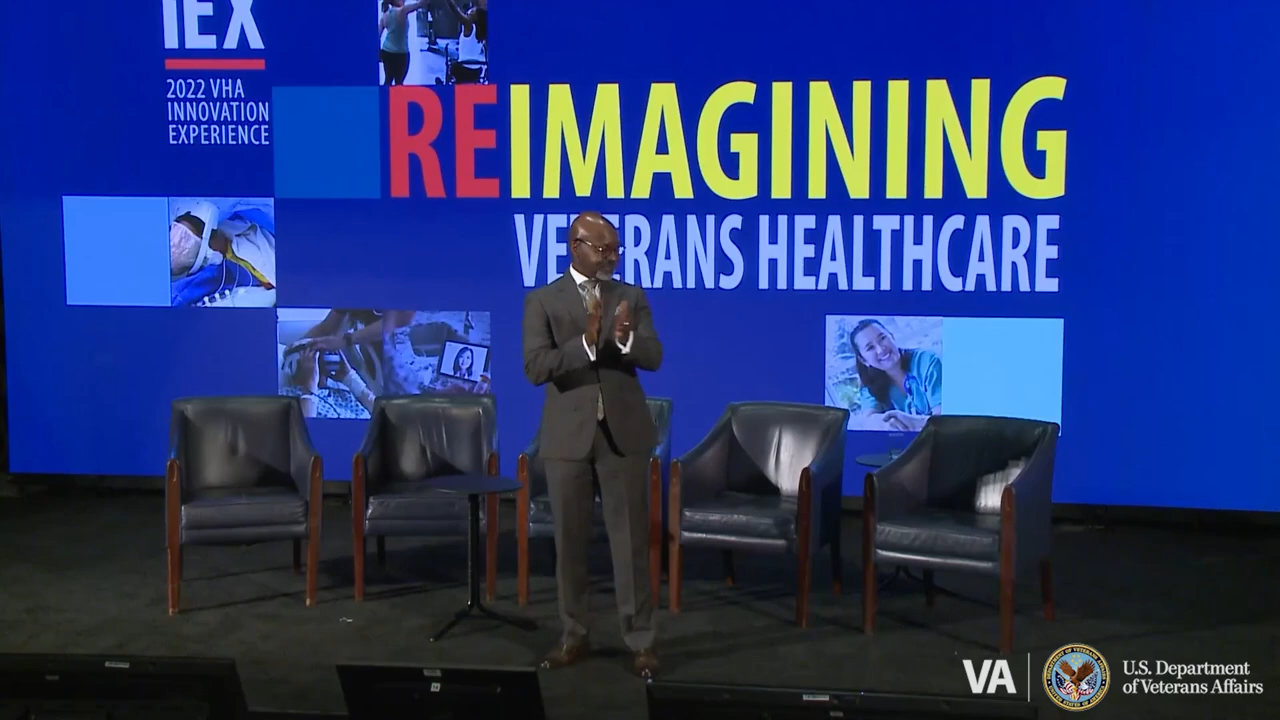 IEX
2022 VHA
INNOVATION
EXPERIENCE
REIMAGINING
VETERANS HEALTHCARE
VA
U.S. Department
of Veterans Affairs